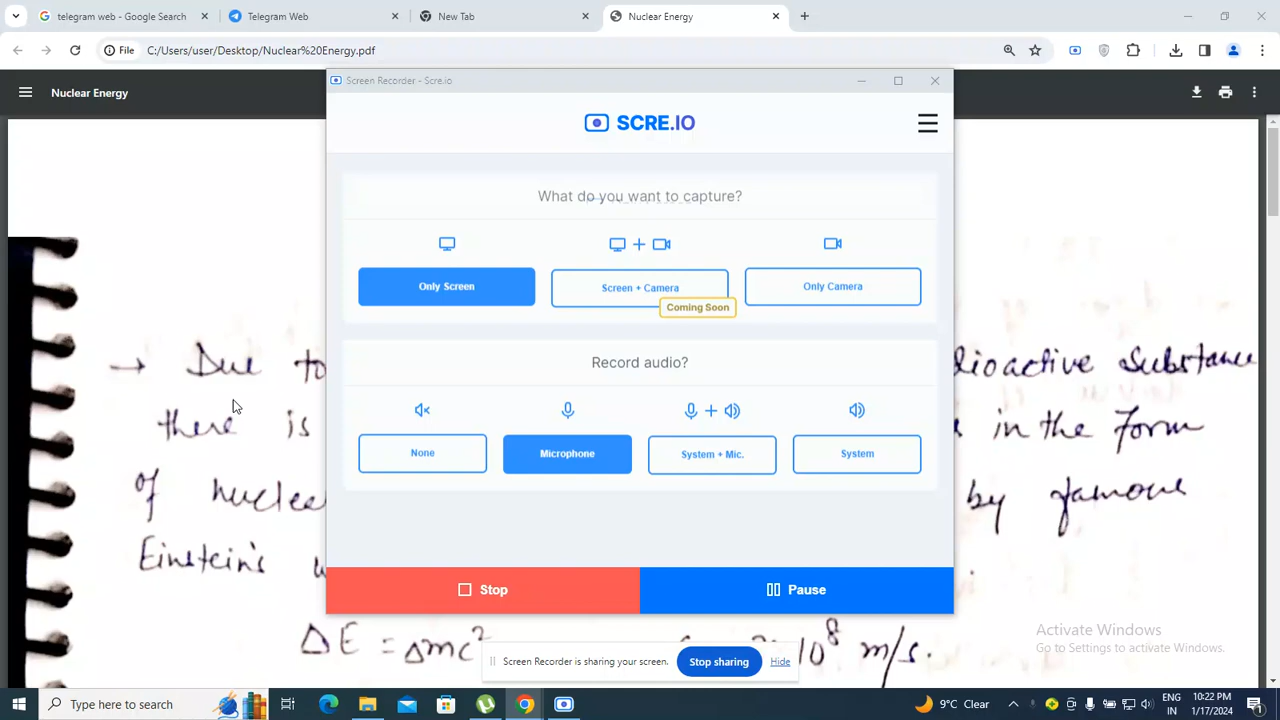 telegram web - Google Search
Telegram Web
New Tab
Nuclear Energy
File
C:/Users/user/Desktop/Nuclear%20Energy.pdf
Nuclear Energy
Screen Recorder - Scre.io
SCRE.IO
What do you want to capture?
Only Screen
Screen + Camera
Only Camera
Coming Soon
Record audio?
None
Microphone
System + Mic.
System
Stop
Pause
→ Due to
Substance
there is
in the form
of nuclear
by famous
Einstein's
ΔE = Δmc²
10⁸ m/s.
Screen Recorder is sharing your screen.
Stop sharing
Hide
Activate Windows
Go to Settings to activate Windows.
Type here to search
9°C Clear
ENG
IN
10:22 PM
1/17/2024